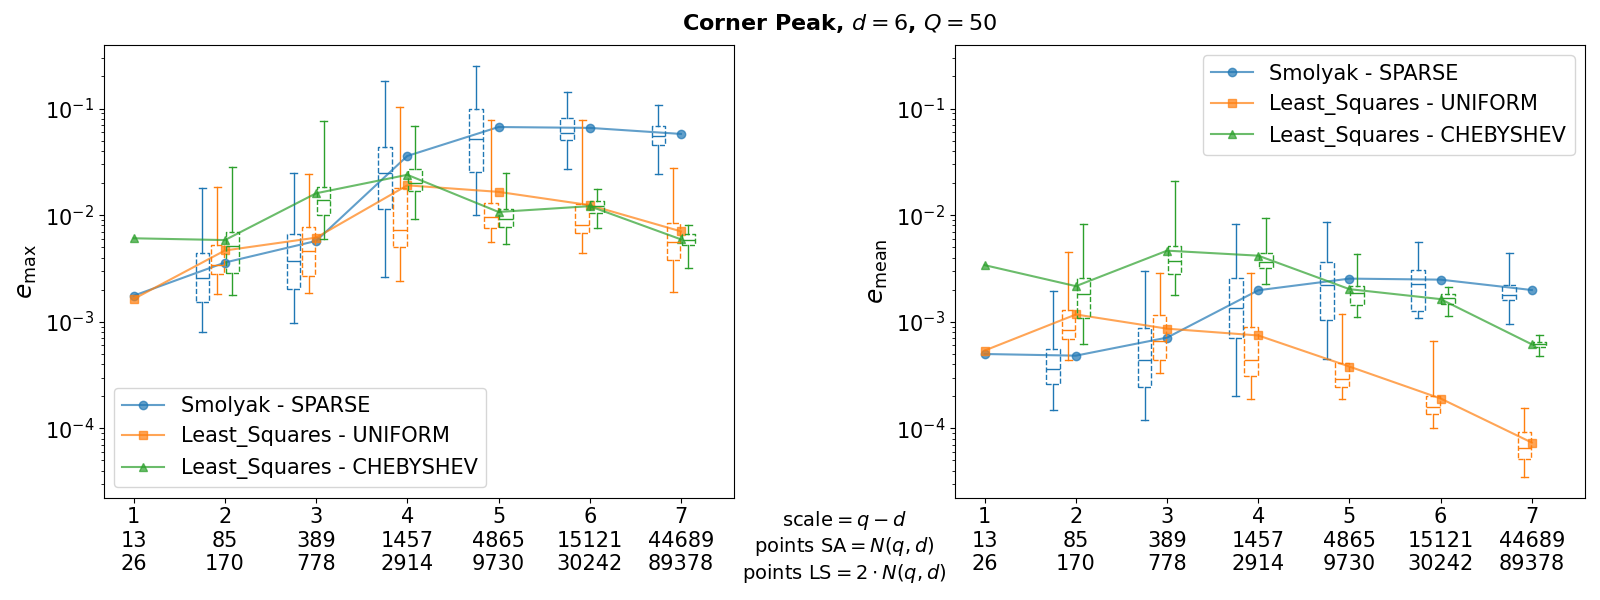 Corner Peak, d = 6, Q = 50
e_max
10^−1
10^−2
10^−3
10^−4
Smolyak - SPARSE
Least_Squares - UNIFORM
Least_Squares - CHEBYSHEV
1 2 3 4 5 6 7
13 85 389 1457 4865 15121 44689
26 170 778 2914 9730 30242 89378
scale = q − d
points SA = N(q, d)
points LS = 2 · N(q, d)
e_mean
10^−1
10^−2
10^−3
10^−4
Smolyak - SPARSE
Least_Squares - UNIFORM
Least_Squares - CHEBYSHEV
1 2 3 4 5 6 7
13 85 389 1457 4865 15121 44689
26 170 778 2914 9730 30242 89378